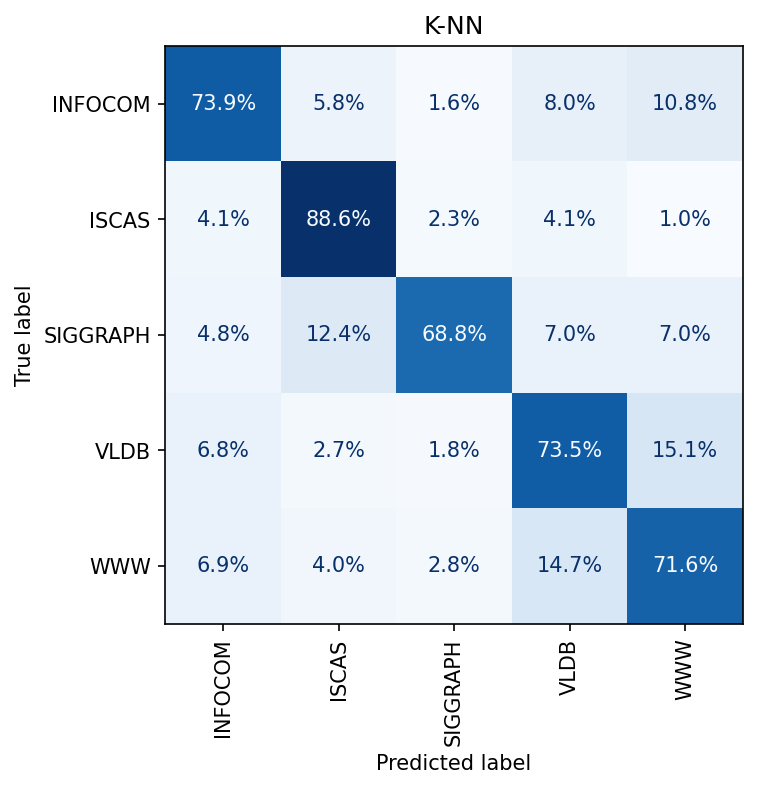 K-NN
True label
INFOCOM 73.9% 5.8% 1.6% 8.0% 10.8%
ISCAS 4.1% 88.6% 2.3% 4.1% 1.0%
SIGGRAPH 4.8% 12.4% 68.8% 7.0% 7.0%
VLDB 6.8% 2.7% 1.8% 73.5% 15.1%
WWW 6.9% 4.0% 2.8% 14.7% 71.6%
INFOCOM ISCAS SIGGRAPH VLDB WWW
Predicted label